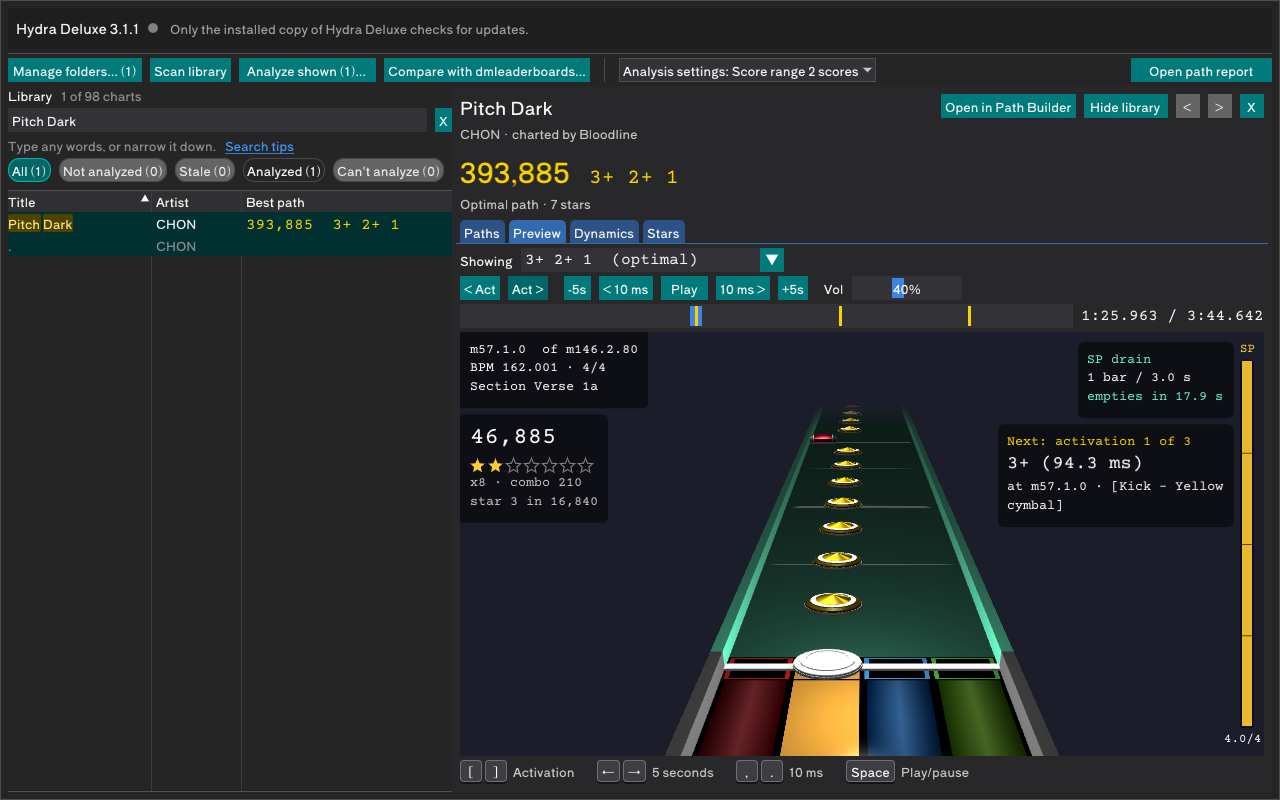 Hydra Deluxe 3.1.1 Only the installed copy of Hydra Deluxe checks for updates.
Manage folders... (1) Scan library Analyze shown (1)... Compare with dmleaderboards... Analysis settings: Score range 2 scores Open path report
Library 1 of 98 charts
Pitch Dark X
Type any words, or narrow it down. Search tips
All (1) Not analyzed (0) Stale (0) Analyzed (1) Can't analyze (0)
Title Artist Best path
Pitch Dark CHON 393,885 3+ 2+ 1
. CHON
Pitch Dark Open in Path Builder Hide library < > X
CHON · charted by Bloodline
393,885 3+ 2+ 1
Optimal path · 7 stars
Paths Preview Dynamics Stars
Showing 3+ 2+ 1 (optimal)
< Act Act > -5s < 10 ms Play 10 ms > +5s Vol 40%
1:25.963 / 3:44.642
m57.1.0 of m146.2.80
BPM 162.001 · 4/4
Section Verse 1a
46,885
x8 · combo 210
star 3 in 16,840
SP drain
1 bar / 3.0 s
empties in 17.9 s
SP
Next: activation 1 of 3
3+ (94.3 ms)
at m57.1.0 · [Kick - Yellow
cymbal]
4.0/4
[ ] Activation ← → 5 seconds , . 10 ms Space Play/pause